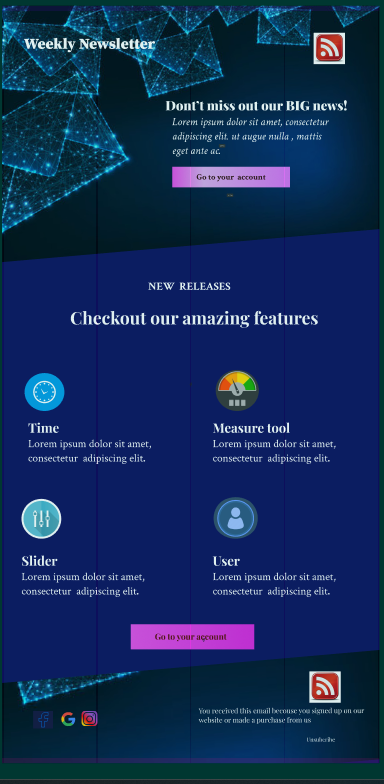 Weekly Newsletter
Don't miss out our BIG news!
Lorem ipsum dolor sit amet, consectetur
adipiscing elit. ut augue nulla , mattis
eget ante ac.
Go to your account
NEW RELEASES
Checkout our amazing features
Time
Lorem ipsum dolor sit amet,
consectetur adipiscing elit.
Measure tool
Lorem ipsum dolor sit amet,
consectetur adipiscing elit.
Slider
Lorem ipsum dolor sit amet,
consectetur adipiscing elit.
User
Lorem ipsum dolor sit amet,
consectetur adipiscing elit.
Go to your account
You received this email becouse you signed up on our
website or made a purchase from us
Unsubcribe